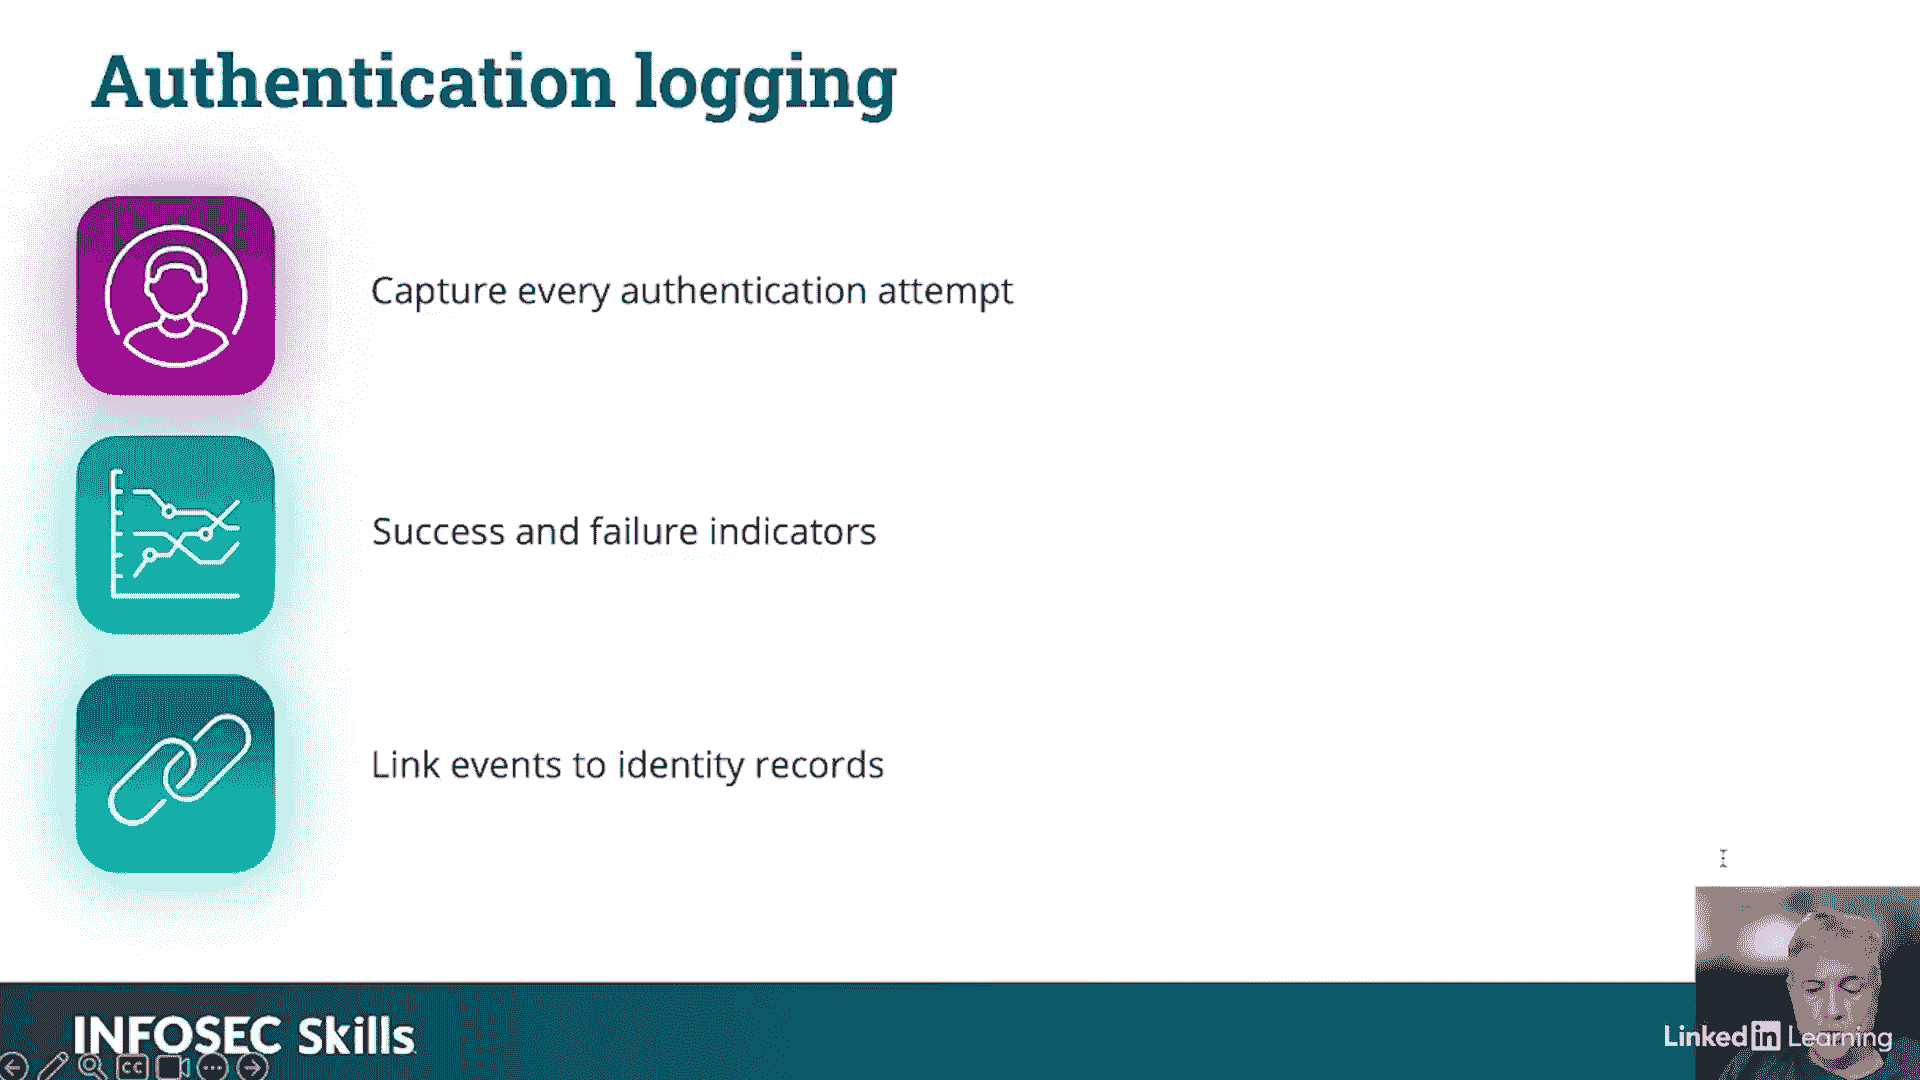 Authentication logging
Capture every authentication attempt
Success and failure indicators
Link events to identity records
INFOSEC Skills
CC
Linked in Learning